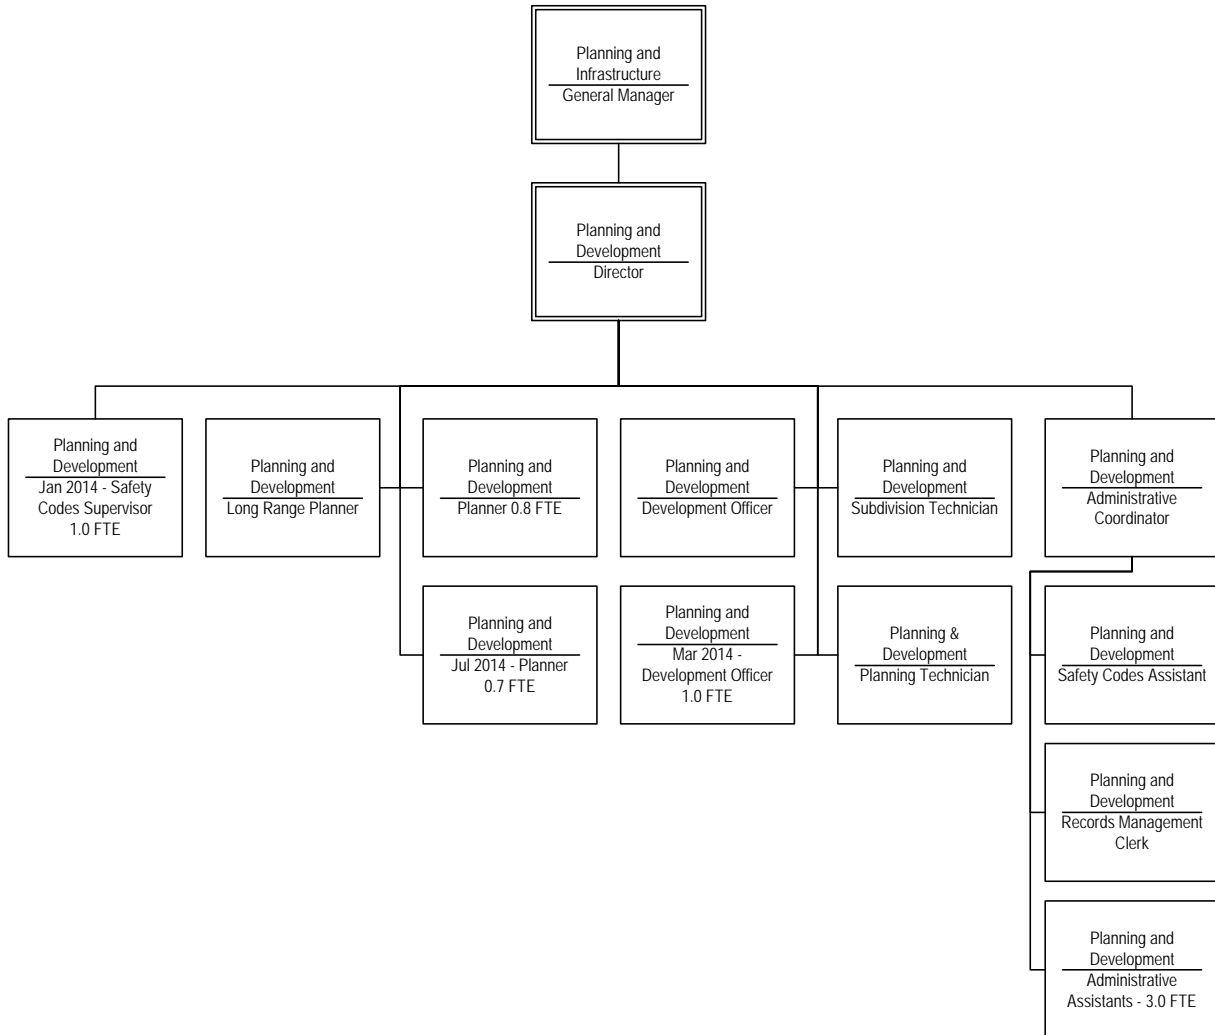 Planning and
Infrastructure
General Manager
Planning and
Development
Director
Planning and
Development
Jan 2014 - Safety
Codes Supervisor
1.0 FTE
Planning and
Development
Long Range Planner
Planning and
Development
Planner 0.8 FTE
Planning and
Development
Development Officer
Planning and
Development
Subdivision Technician
Planning and
Development
Administrative
Coordinator
Planning and
Development
Jul 2014 - Planner
0.7 FTE
Planning and
Development
Mar 2014 -
Development Officer
1.0 FTE
Planning &
Development
Planning Technician
Planning and
Development
Safety Codes Assistant
Planning and
Development
Records Management
Clerk
Planning and
Development
Administrative
Assistants - 3.0 FTE